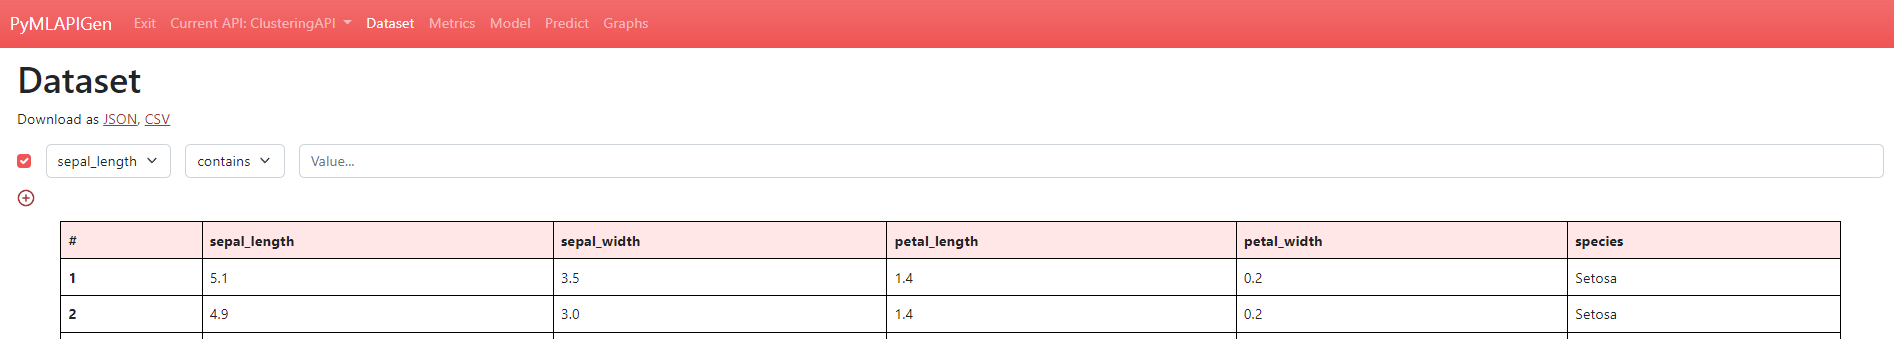 PyMLAPIGen Exit Current API: ClusteringAPI Dataset Metrics Model Predict Graphs
Dataset
Download as JSON, CSV
sepal_length contains Value...
# sepal_length sepal_width petal_length petal_width species
1 5.1 3.5 1.4 0.2 Setosa
2 4.9 3.0 1.4 0.2 Setosa